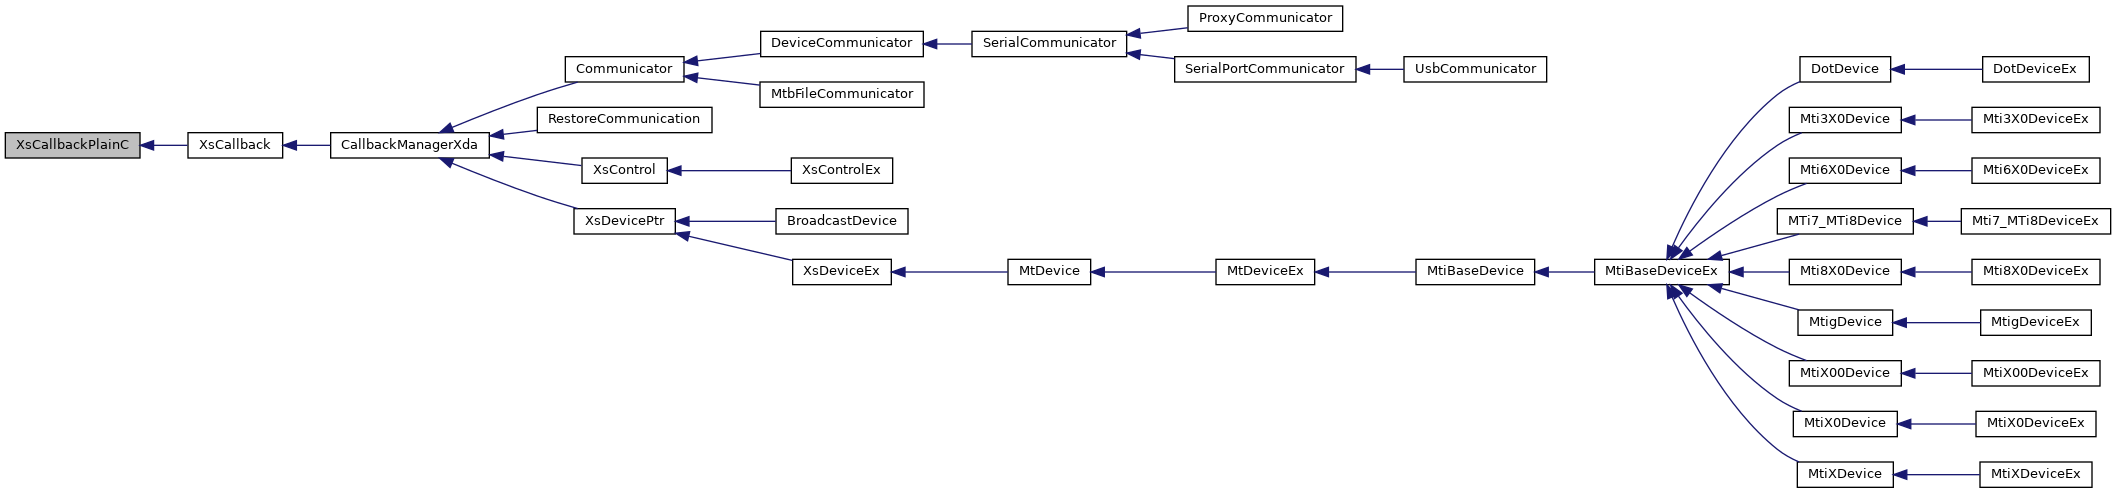 ProxyCommunicator
DeviceCommunicator
SerialCommunicator
Communicator
SerialPortCommunicator
UsbCommunicator
DotDevice
DotDeviceEx
MtbFileCommunicator
RestoreCommunication
Mti3X0Device
Mti3X0DeviceEx
XsCallbackPlainC
XsCallback
CallbackManagerXda
XsControl
XsControlEx
Mti6X0Device
Mti6X0DeviceEx
XsDevicePtr
BroadcastDevice
MTi7_MTi8Device
Mti7_MTi8DeviceEx
XsDeviceEx
MtDevice
MtDeviceEx
MtiBaseDevice
MtiBaseDeviceEx
Mti8X0Device
Mti8X0DeviceEx
MtigDevice
MtigDeviceEx
MtiX00Device
MtiX00DeviceEx
MtiX0Device
MtiX0DeviceEx
MtiXDevice
MtiXDeviceEx